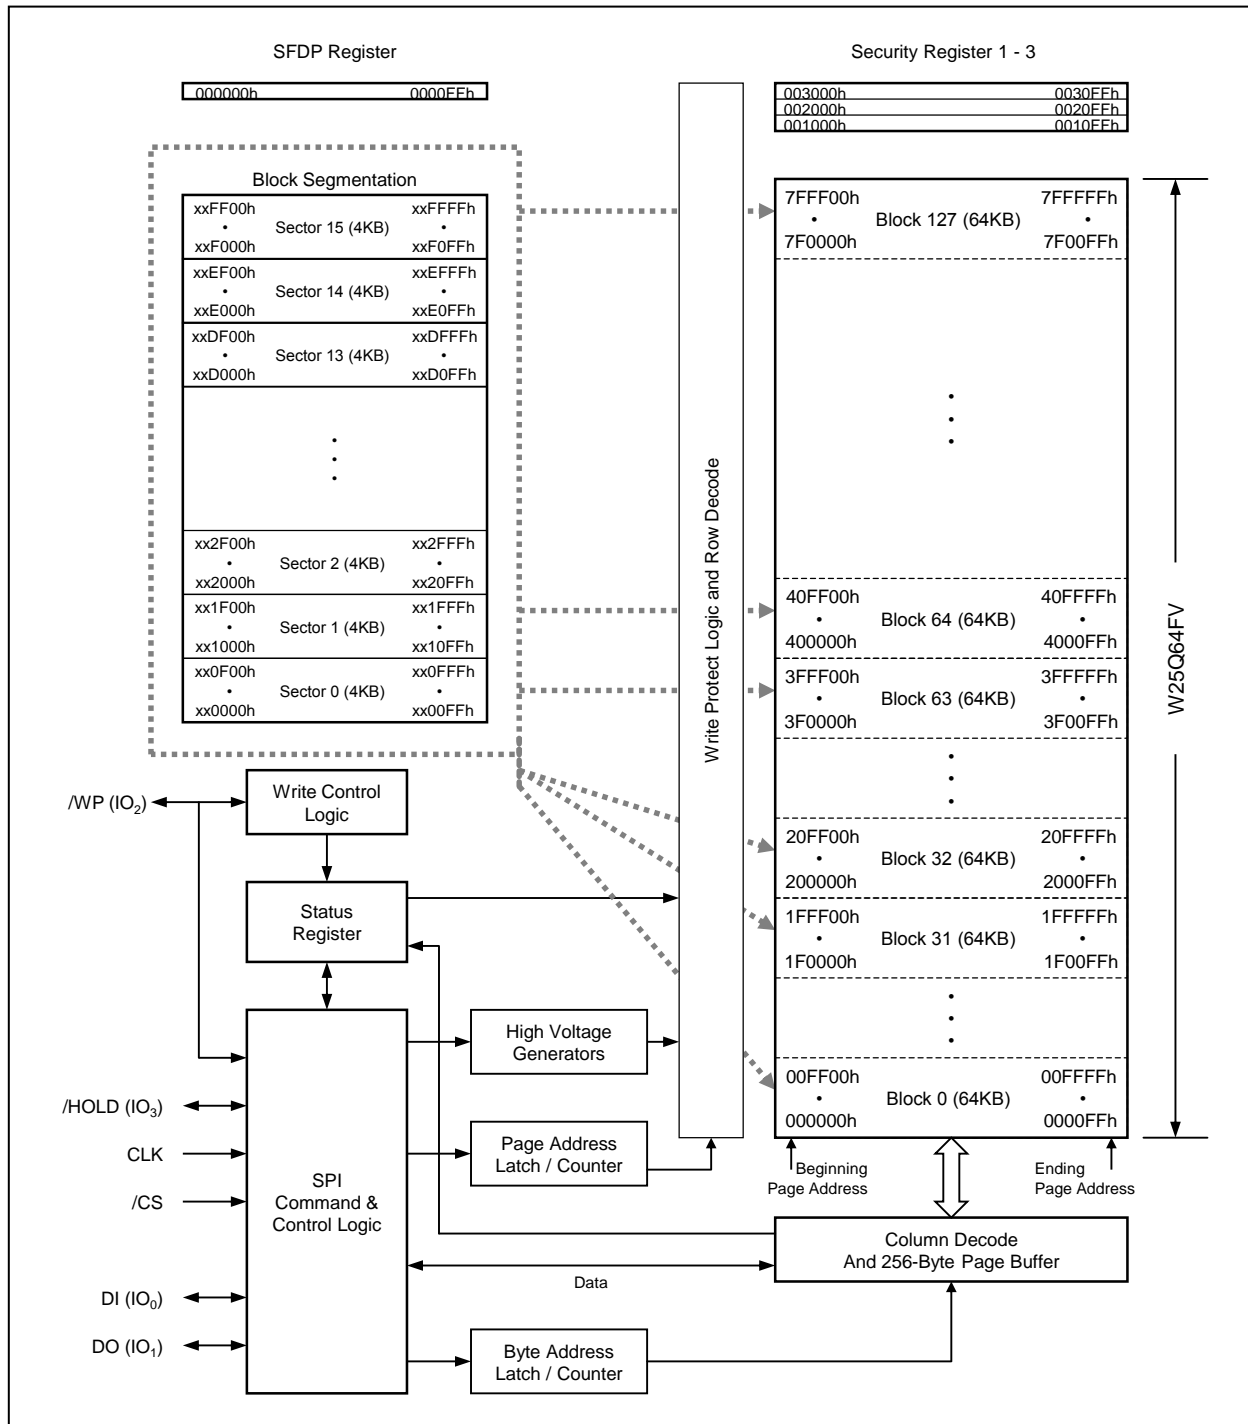 SFDP Register
000000h 0000FFh
Security Register 1 - 3
003000h 0030FFh
002000h 0020FFh
001000h 0010FFh
Block Segmentation
xxFF00h xxFFFFh
• Sector 15 (4KB) •
xxF000h xxF0FFh
xxEF00h xxEFFFh
• Sector 14 (4KB) •
xxE000h xxE0FFh
xxDF00h xxDFFFh
• Sector 13 (4KB) •
xxD000h xxD0FFh
xx2F00h xx2FFFh
• Sector 2 (4KB) •
xx2000h xx20FFh
xx1F00h xx1FFFh
• Sector 1 (4KB) •
xx1000h xx10FFh
xx0F00h xx0FFFh
• Sector 0 (4KB) •
xx0000h xx00FFh
Write Protect Logic and Row Decode
7FFF00h 7FFFFFh
• Block 127 (64KB) •
7F0000h 7F00FFh
40FF00h 40FFFFh
• Block 64 (64KB) •
400000h 4000FFh
3FFF00h 3FFFFFh
• Block 63 (64KB) •
3F0000h 3F00FFh
20FF00h 20FFFFh
• Block 32 (64KB) •
200000h 2000FFh
1FFF00h 1FFFFFh
• Block 31 (64KB) •
1F0000h 1F00FFh
00FF00h 00FFFFh
• Block 0 (64KB) •
000000h 0000FFh
W25Q64FV
Beginning
Page Address
Ending
Page Address
/WP (IO2)
Write Control
Logic
Status
Register
/HOLD (IO3)
CLK
/CS
DI (IO0)
DO (IO1)
SPI
Command &
Control Logic
High Voltage
Generators
Page Address
Latch / Counter
Column Decode
And 256-Byte Page Buffer
Data
Byte Address
Latch / Counter